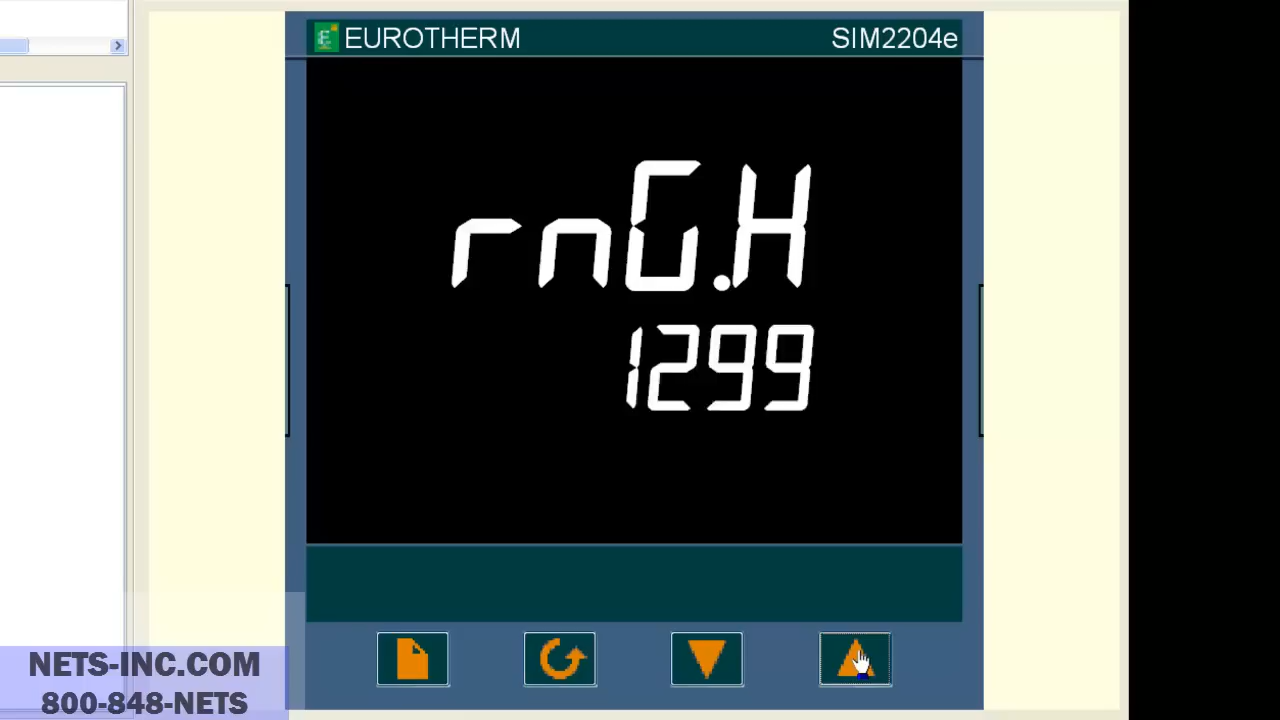 EUROTHERM SIM2204e
rnG.H
1299
NETS-INC.COM
800-848-NETS